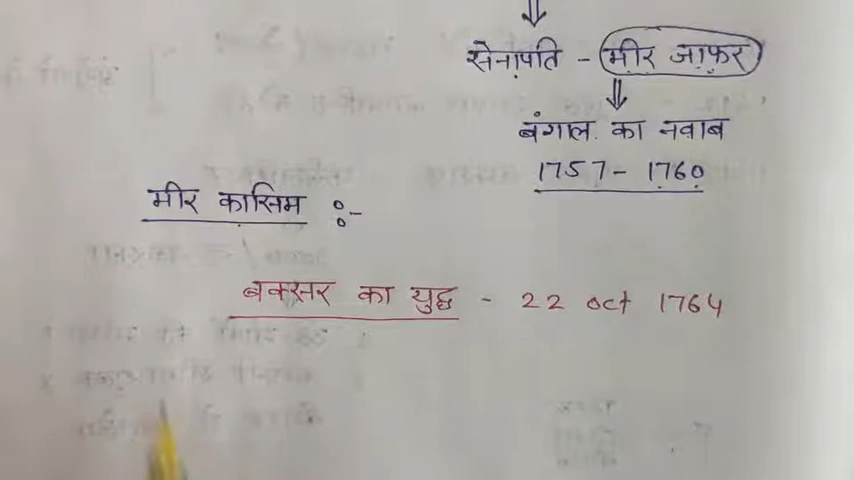 सेनापति - मीर जाफर
बंगाल का नवाब
1757 - 1760
मीर कासिम :-
बक्सर का युद्ध - 22 oct 1764